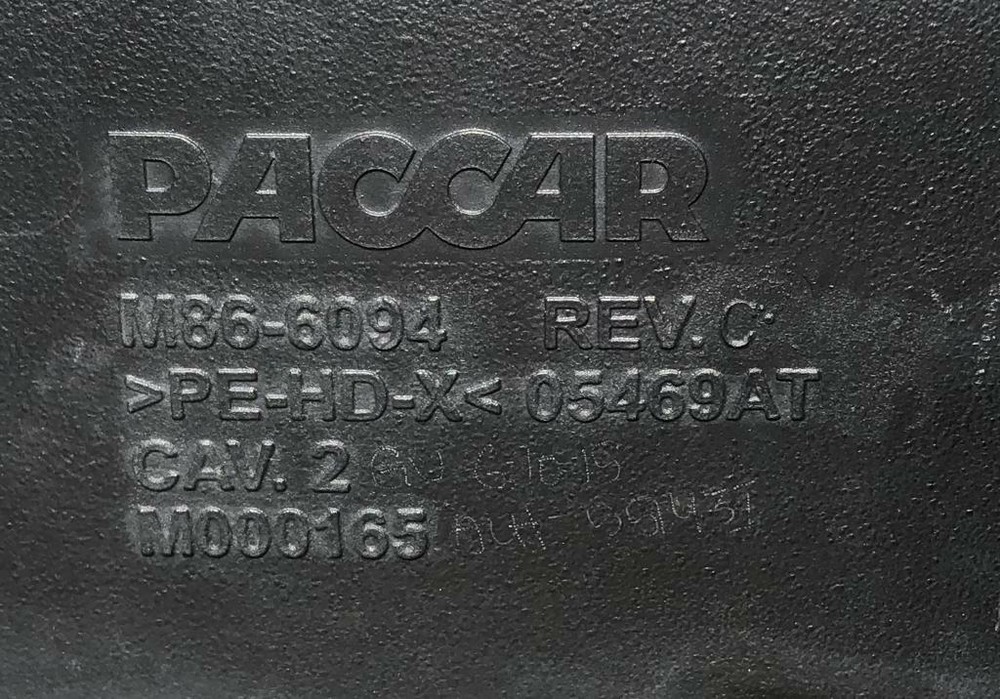 PACCAR
M86-6094 REV. C
>PE-HD-X< 05469AT
CAV. 2
M000165